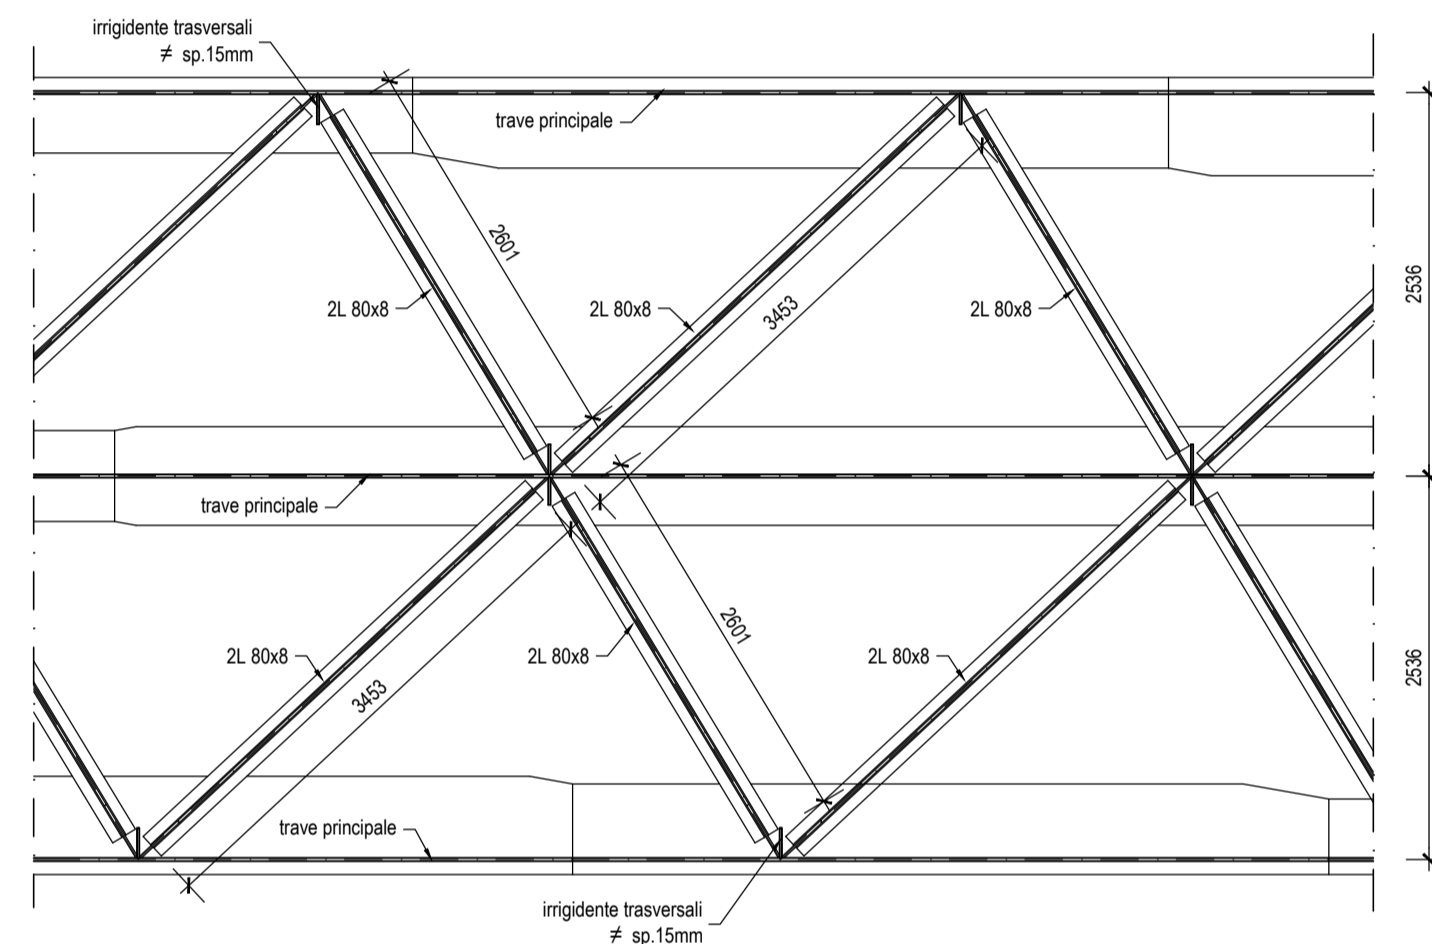 irrigidente trasversali
≠ sp.15mm
trave principale
2601
2L 80x8
2L 80x8
3453
2L 80x8
2536
trave principale
2601
2L 80x8
3453
2L 80x8
2L 80x8
2536
trave principale
irrigidente trasversali
≠ sp.15mm